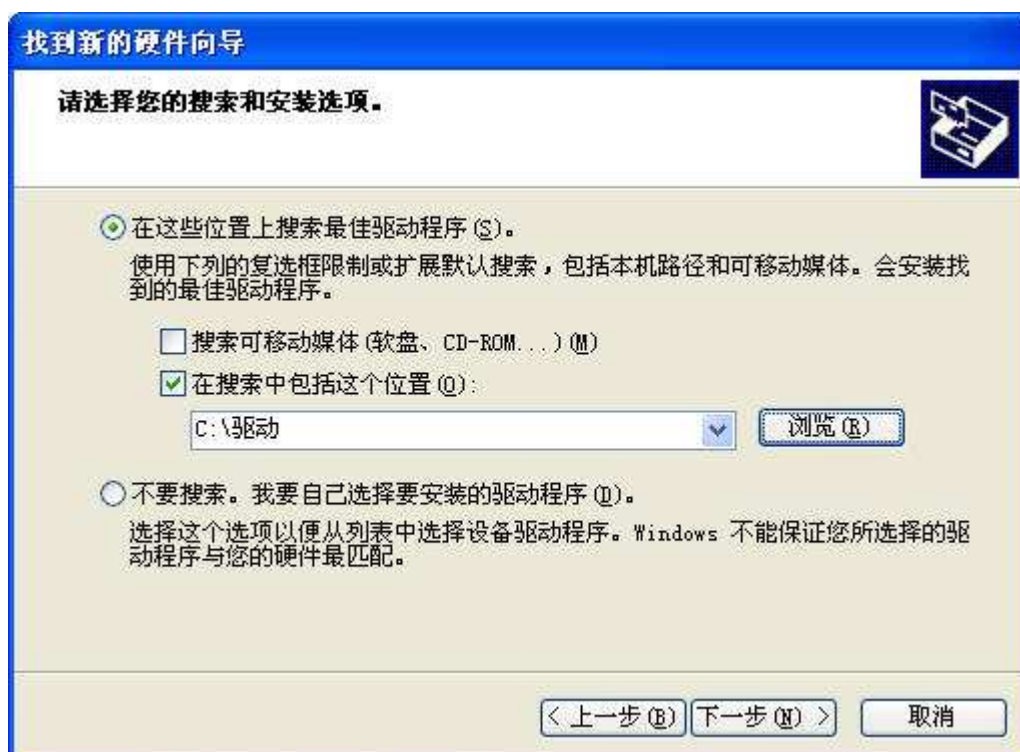 找到新的硬件向导
请选择您的搜索和安装选项。
在这些位置上搜索最佳驱动程序(S)。
使用下列的复选框限制或扩展默认搜索，包括本机路径和可移动媒体。会安装找
到的最佳驱动程序。
搜索可移动媒体(软盘、CD-ROM...)(M)
在搜索中包括这个位置(O):
C:\驱动
浏览(R)
不要搜索。我要自己选择要安装的驱动程序(D)。
选择这个选项以便从列表中选择设备驱动程序。Windows 不能保证您所选择的驱
动程序与您的硬件最匹配。
< 上一步(B) 下一步(N) > 取消